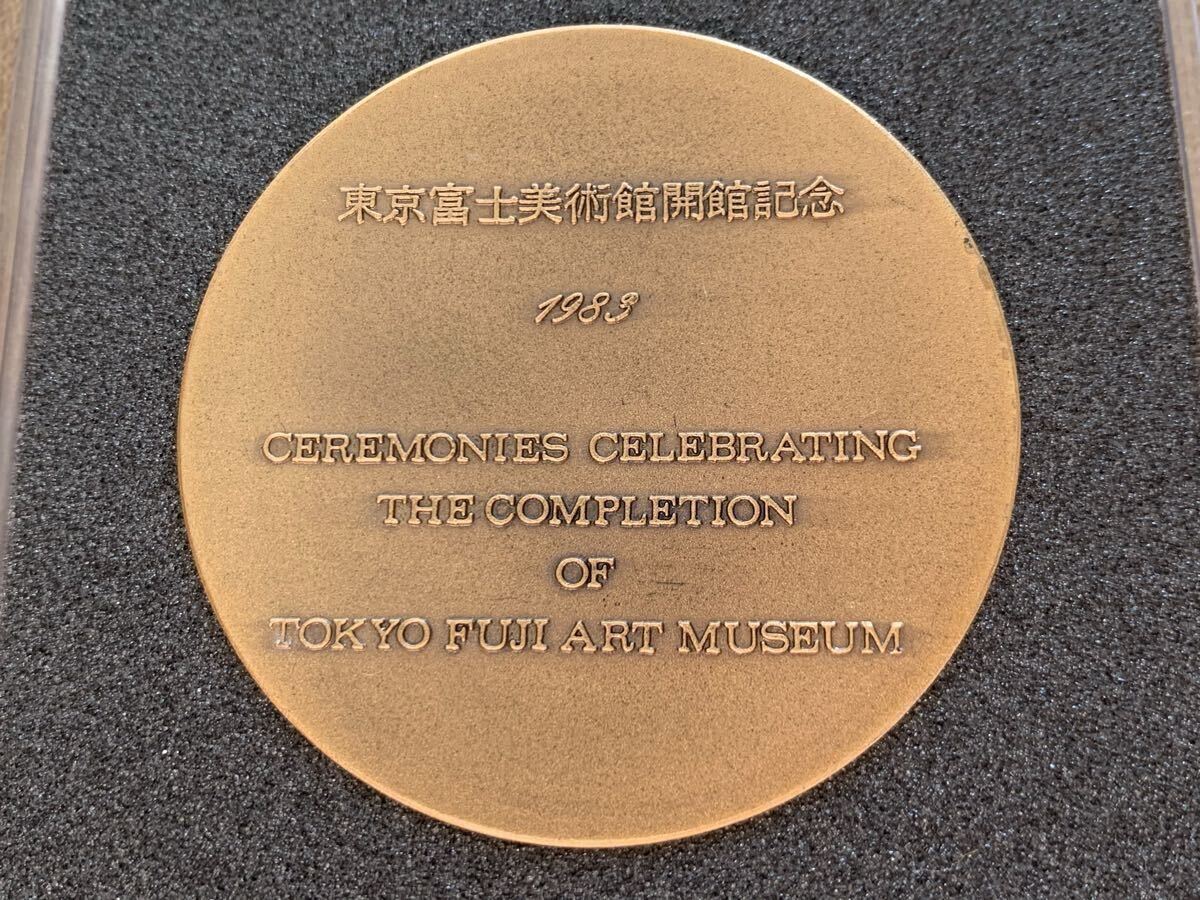 東京富士美術館開館記念
1983
CEREMONIES CELEBRATING
THE COMPLETION
OF
TOKYO FUJI ART MUSEUM